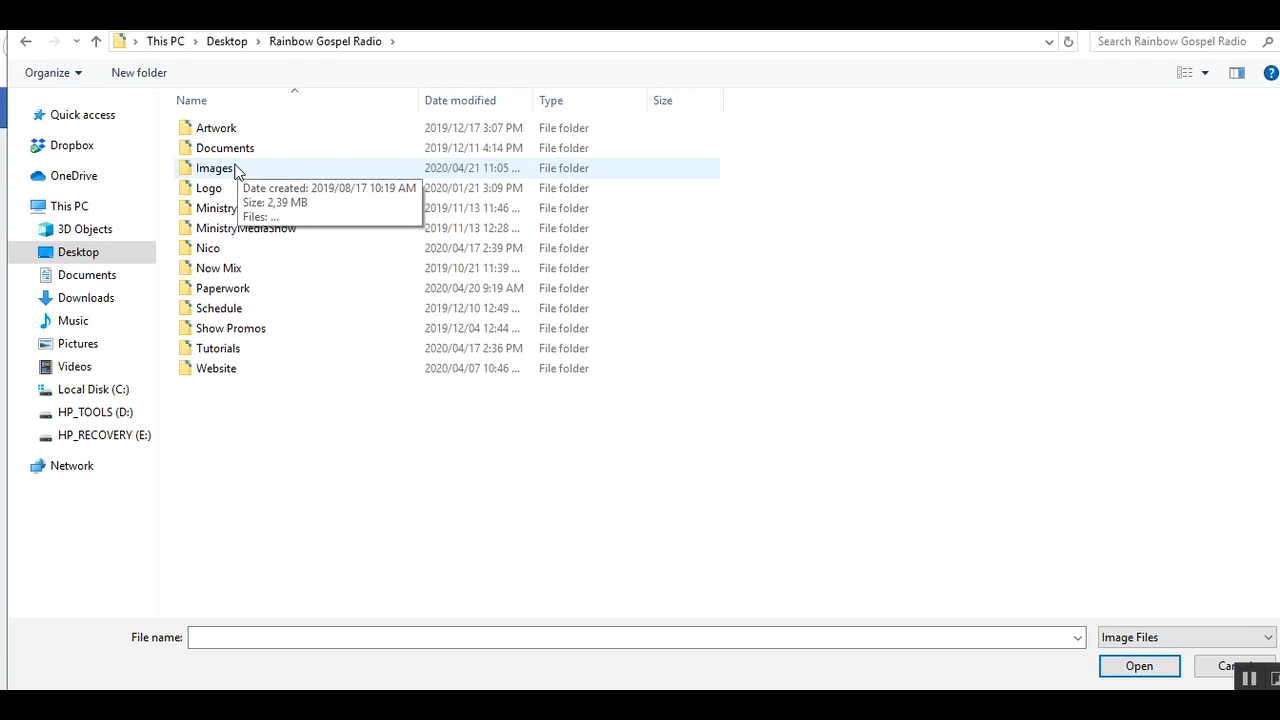 This PC > Desktop > Rainbow Gospel Radio > Search Rainbow Gospel Radio
Organize New folder
Name Date modified Type Size
Quick access
Dropbox
OneDrive
This PC
3D Objects
Desktop
Documents
Downloads
Music
Pictures
Videos
Local Disk (C:)
HP_TOOLS (D:)
HP_RECOVERY (E:)
Network
Artwork 2019/12/17 3:07 PM File folder
Documents 2019/12/11 4:14 PM File folder
Images 2020/04/21 11:05 ... File folder
Logo 2020/01/21 3:09 PM File folder
Ministry 2019/11/13 11:46 ... File folder
MinistryMediaShow 2019/11/13 12:28 ... File folder
Nico 2020/04/17 2:39 PM File folder
Now Mix 2019/10/21 11:39 ... File folder
Paperwork 2020/04/20 9:19 AM File folder
Schedule 2019/12/10 12:49 ... File folder
Show Promos 2019/12/04 12:44 ... File folder
Tutorials 2020/04/17 2:36 PM File folder
Website 2020/04/07 10:46 ... File folder
Date created: 2019/08/17 10:19 AM
Size: 2,39 MB
Files: ...
File name: Image Files
Open